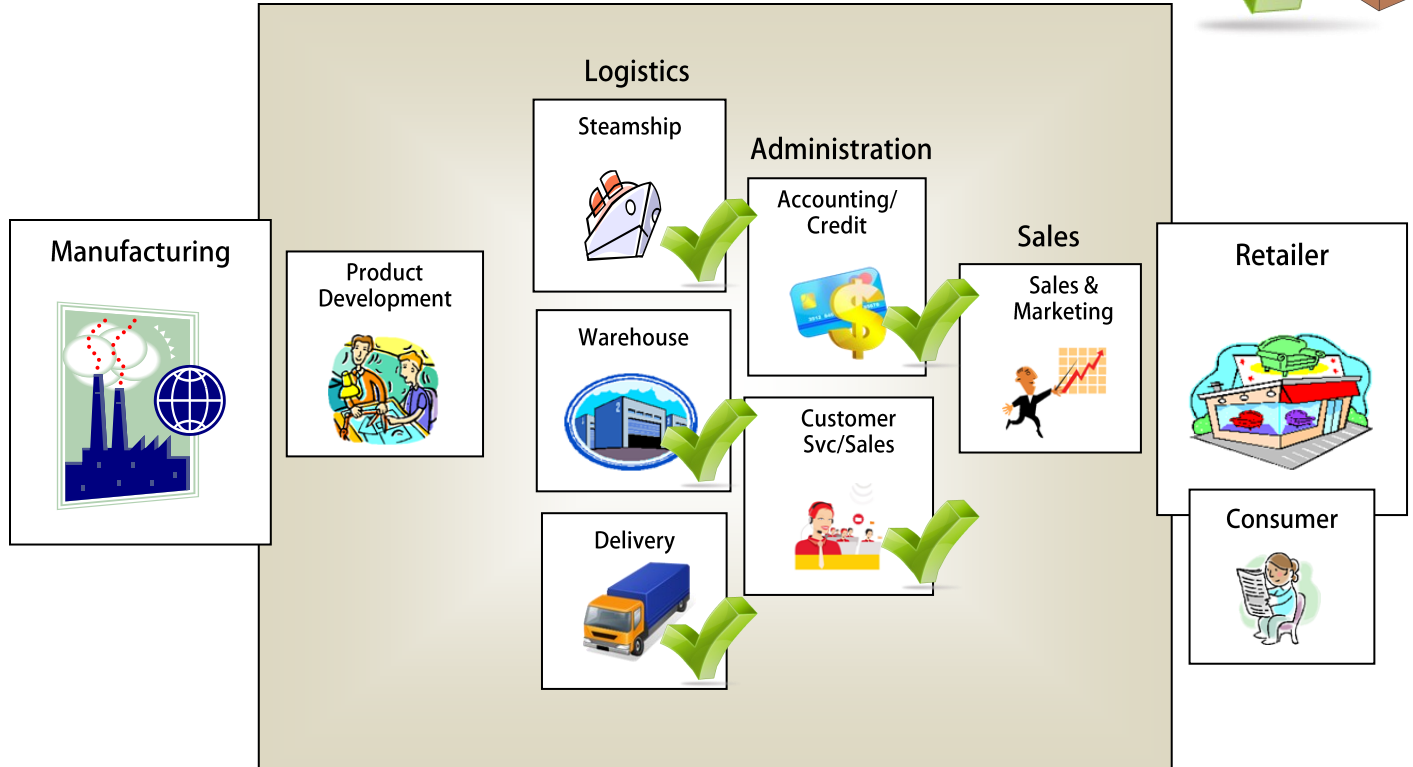 Logistics
Steamship
Administration
Accounting/
Credit
Manufacturing
Product
Development
Warehouse
Customer
Svc/Sales
Delivery
Sales
Sales &
Marketing
Retailer
Consumer